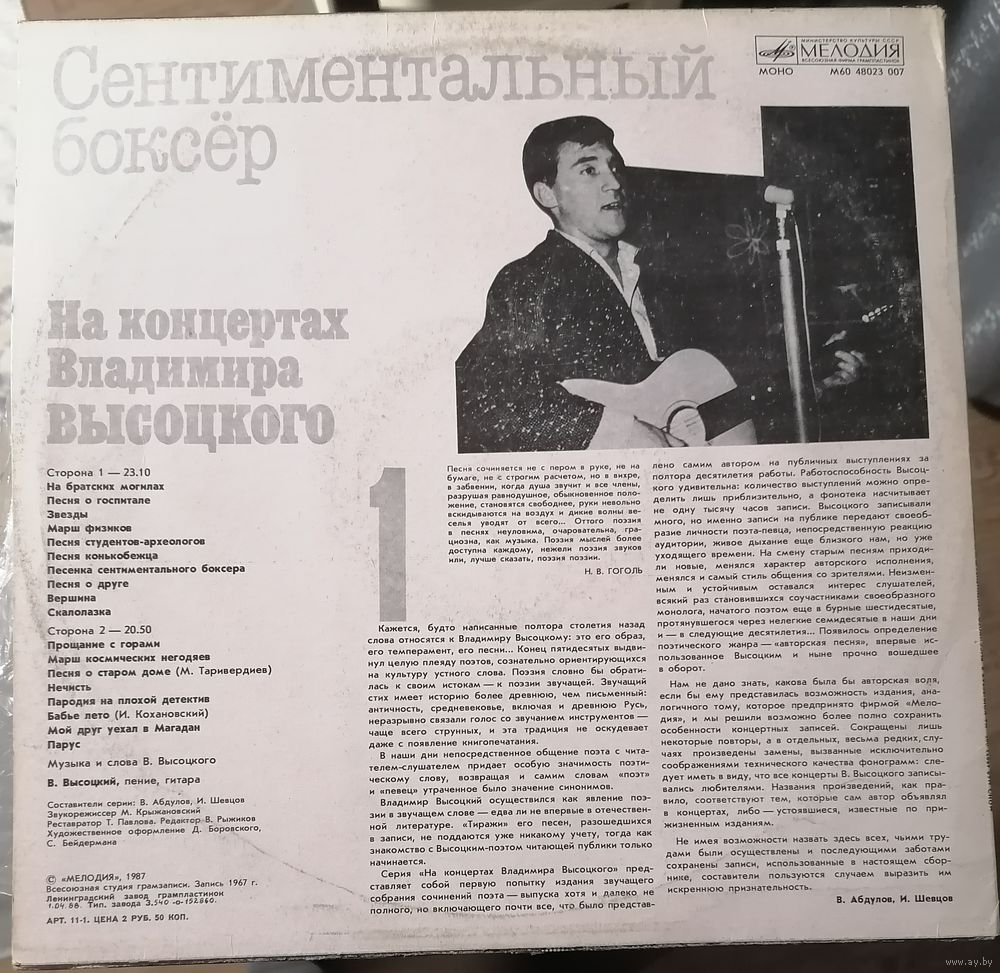 Сентиментальный
боксёр
МИНИСТЕРСТВО КУЛЬТУРЫ СССР
МЕЛОДИЯ
ВСЕСОЮЗНАЯ ФИРМА ГРАМПЛАСТИНОК
МОНО М60 48023 007
На концертах
Владимира
Высоцкого
1
Сторона 1 — 23.10
На братских могилах
Песня о госпитале
Звезды
Марш физиков
Песня студентов-археологов
Песня конькобежца
Песенка сентиментального боксера
Песня о друге
Вершина
Скалолазка
Сторона 2 — 20.50
Прощание с горами
Марш космических негодяев
Песня о старом доме (М. Таривердиев)
Нечисть
Пародия на плохой детектив
Бабье лето (И. Кохановский)
Мой друг уехал в Магадан
Парус
Музыка и слова В. Высоцкого
В. Высоцкий, пение, гитара
Составители серии: В. Абдулов, И. Шевцов
Звукорежиссер М. Крыжановский
Реставратор Т. Павлова. Редактор В. Рыжиков
Художественное оформление Д. Боровского,
С. Бейдермана
© «МЕЛОДИЯ», 1987
Всесоюзная студия грамзаписи. Запись 1967 г.
Ленинградский завод грампластинок
1.04.88. Тип. завода З.540 -о-152860.
АРТ. 11-1. ЦЕНА 2 РУБ. 50 КОП.
Песня сочиняется не с пером в руке, не на
бумаге, не с строгим расчетом, но в вихре,
в забвении, когда душа звучит и все члены,
разрушая равнодушное, обыкновенное поло-
жение, становятся свободнее, руки невольно
вскидываются на воздух и дикие волны ве-
селья уводят от всего... Оттого поэзия
в песнях неуловима, очаровательна, гра-
циозна, как музыка. Поэзия мыслей более
доступна каждому, нежели поэзия звуков
или, лучше сказать, поэзия поэзии.
Н. В. ГОГОЛЬ
Кажется, будто написанные полтора столетия назад
слова относятся к Владимиру Высоцкому: это его образ,
его темперамент, его песни... Конец пятидесятых выдви-
нул целую плеяду поэтов, сознательно ориентирующихся
на культуру устного слова. Поэзия словно бы обрати-
лась к своим истокам — к поэзии звучащей. Звучащий
стих имеет историю более древнюю, чем письменный:
античность, средневековье, включая и древнюю Русь,
неразрывно связали голос со звучанием инструментов —
чаще всего струнных, и эта традиция не оскудевает
даже с появление книгопечатания.
В наши дни непосредственное общение поэта с чита-
телем-слушателем придает особую значимость поэти-
ческому слову, возвращая и самим словам «поэт»
и «певец» утраченное было значение синонимов.
Владимир Высоцкий осуществился как явление поэ-
зии в звучащем слове — едва ли не впервые в отечествен-
ной литературе. «Тиражи» его песен, разошедшихся
в записи, не поддаются уже никакому учету, тогда как
знакомство с Высоцким-поэтом читающей публики только
начинается.
Серия «На концертах Владимира Высоцкого» пред-
ставляет собой первую попытку издания звучащего
собрания сочинений поэта — выпуска хотя и далеко не
полного, но включающего почти все, что было представ-
лено самим автором на публичных выступлениях за
полтора десятилетия работы. Работоспособность Высоц-
кого удивительна: количество выступлений можно опре-
делить лишь приблизительно, а фонотека насчитывает
не одну тысячу часов записи. Высоцкого записывали
много, но именно записи на публике передают своеоб-
разие личности поэта-певца, непосредственную реакцию
аудитории, живое дыхание еще близкого нам, но уже
уходящего времени. На смену старым песням приходи-
ли новые, менялся характер авторского исполнения,
менялся и самый стиль общения со зрителями. Неизмен-
ным и устойчивым оставался интерес слушателей,
всякий раз становившихся соучастниками своеобразного
монолога, начатого поэтом еще в бурные шестидесятые,
протянувшегося через нелегкие семидесятые в наши дни
и — в следующие десятилетия... Появилось определение
поэтического жанра — «авторская песня», впервые ис-
пользованное Высоцким и ныне прочно вошедшее
в оборот.
Нам не дано знать, какова была бы авторская воля,
если бы ему представилась возможность издания, ана-
логичного тому, которое предпринято фирмой «Мело-
дия», и мы решили возможно более полно сохранить
особенности концертных записей. Сокращены лишь
некоторые повторы, а в отдельных, весьма редких, слу-
чаях произведены замены, вызванные исключительно
соображениями технического качества фонограмм: сле-
дует иметь в виду, что все концерты В. Высоцкого записы-
вались любителями. Названия произведений, как пра-
вило, соответствуют тем, которые сам автор объявлял
в концертах, либо — устоявшиеся, известные по при-
жизненным изданиям.
Не имея возможности назвать здесь всех, чьими тру-
дами были осуществлены и последующими заботами
сохранены записи, использованные в настоящем сбор-
нике, составители пользуются случаем выразить им
искреннюю признательность.
В. Абдулов, И. Шевцов
www.ay.by